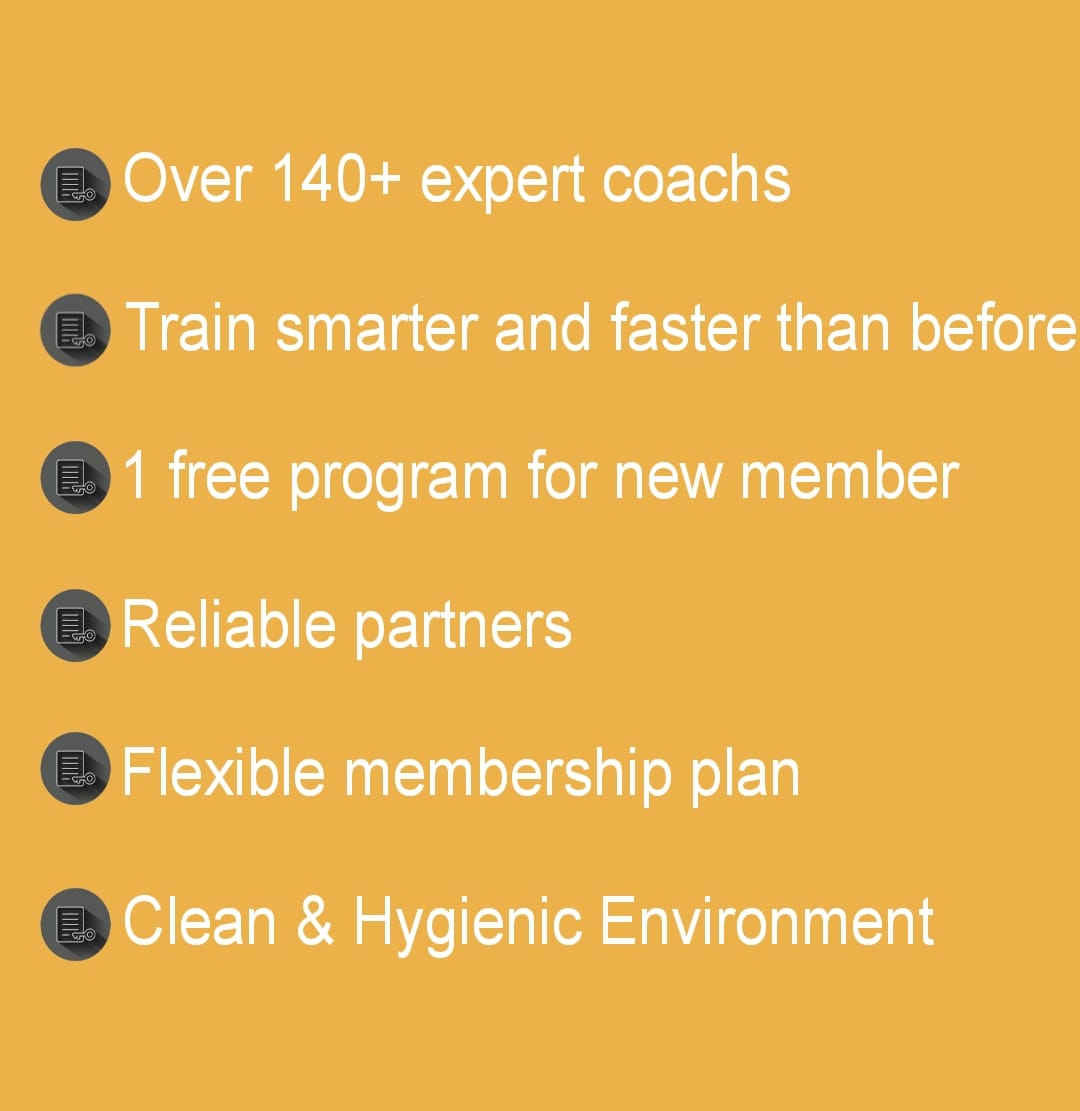 Over 140+ expert coachs
Train smarter and faster than before
1 free program for new member
Reliable partners
Flexible membership plan
Clean & Hygienic Environment